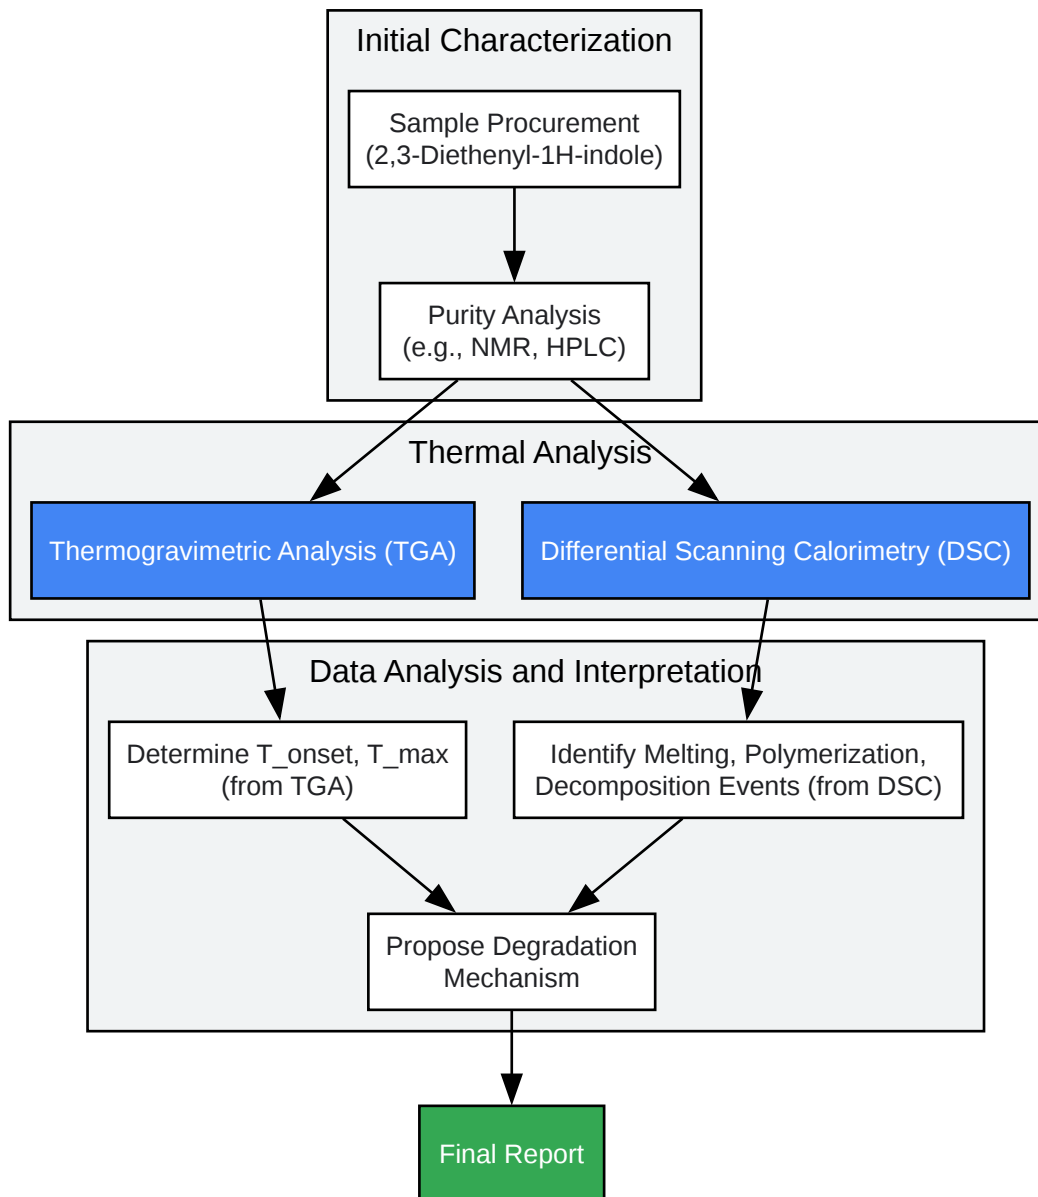 Initial Characterization
Sample Procurement
(2,3-Diethenyl-1H-indole)
Purity Analysis
(e.g., NMR, HPLC)
Thermal Analysis
Thermogravimetric Analysis (TGA)
Differential Scanning Calorimetry (DSC)
Data Analysis and Interpretation
Determine T_onset, T_max
(from TGA)
Identify Melting, Polymerization,
Decomposition Events (from DSC)
Propose Degradation
Mechanism
Final Report